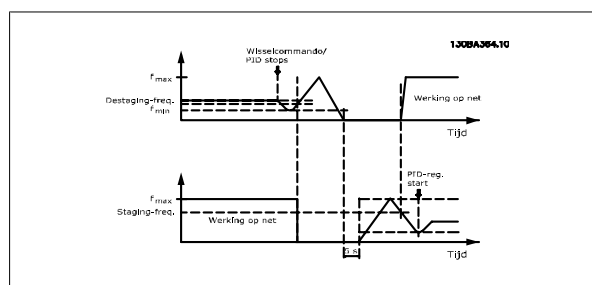 130BA364.10
Wisselcommando/
PID stops
fmax
Destaging-freq.
fmin
Werking op net
Tijd
PID-reg.
start
fmax
Staging-freq.
Werking op net
5 s
Tijd